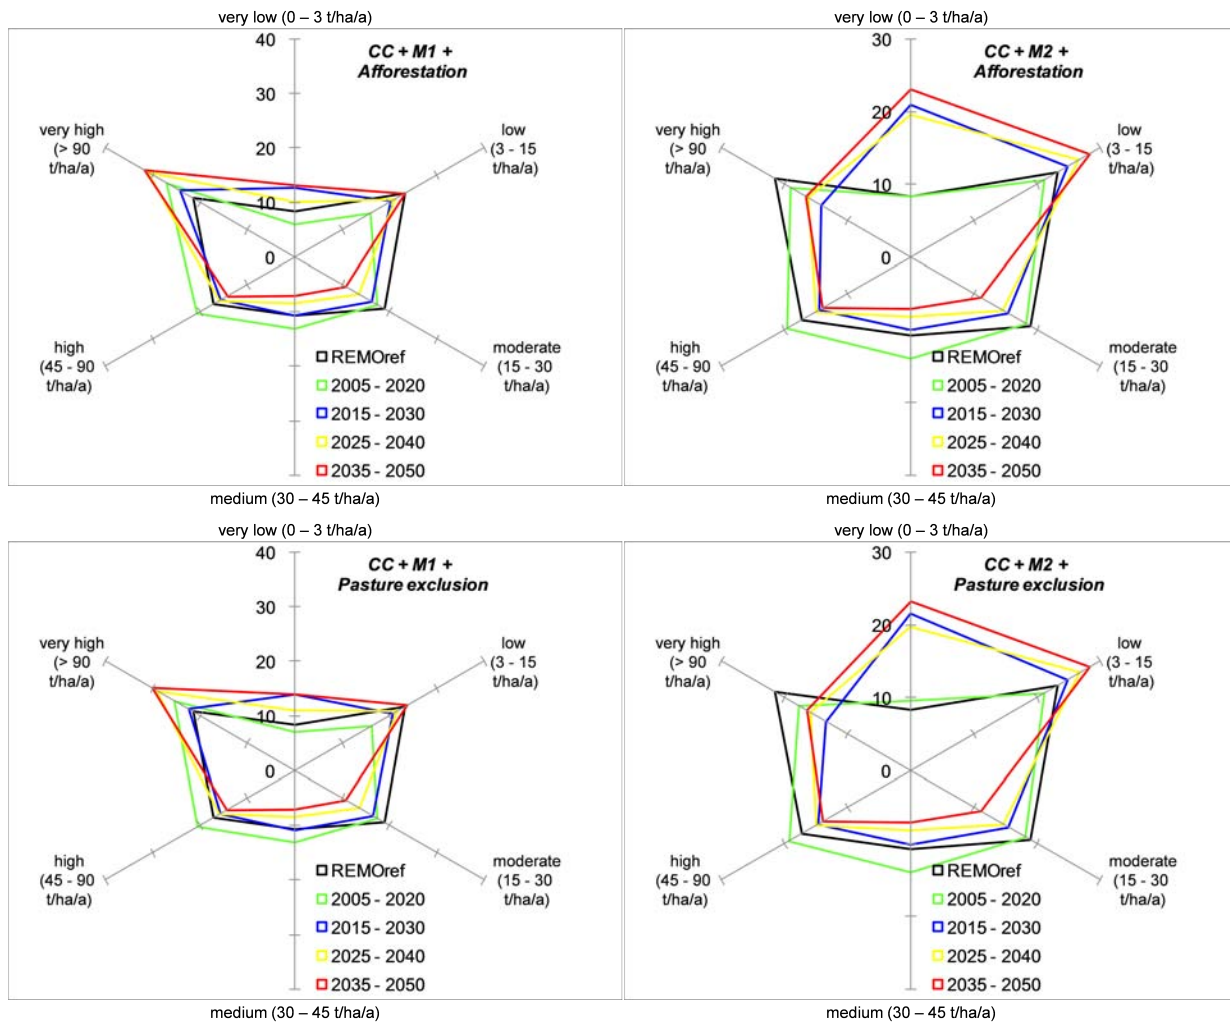 very low (0 – 3 t/ha/a)
40
CC + M1 +
Afforestation
30
very high
(> 90
t/ha/a)
low
(3 - 15
t/ha/a)
20
10
0
high
(45 - 90
t/ha/a)
moderate
(15 - 30
t/ha/a)
REMOref
2005 - 2020
2015 - 2030
2025 - 2040
2035 - 2050
medium (30 – 45 t/ha/a)
very low (0 – 3 t/ha/a)
30
CC + M2 +
Afforestation
20
very high
(> 90
t/ha/a)
low
(3 - 15
t/ha/a)
10
0
high
(45 - 90
t/ha/a)
moderate
(15 - 30
t/ha/a)
REMOref
2005 - 2020
2015 - 2030
2025 - 2040
2035 - 2050
medium (30 – 45 t/ha/a)
very low (0 – 3 t/ha/a)
40
CC + M1 +
Pasture exclusion
30
very high
(> 90
t/ha/a)
low
(3 - 15
t/ha/a)
20
10
0
high
(45 - 90
t/ha/a)
moderate
(15 - 30
t/ha/a)
REMOref
2005 - 2020
2015 - 2030
2025 - 2040
2035 - 2050
medium (30 – 45 t/ha/a)
very low (0 – 3 t/ha/a)
30
CC + M2 +
Pasture exclusion
20
very high
(> 90
t/ha/a)
low
(3 - 15
t/ha/a)
10
0
high
(45 - 90
t/ha/a)
moderate
(15 - 30
t/ha/a)
REMOref
2005 - 2020
2015 - 2030
2025 - 2040
2035 - 2050
medium (30 – 45 t/ha/a)